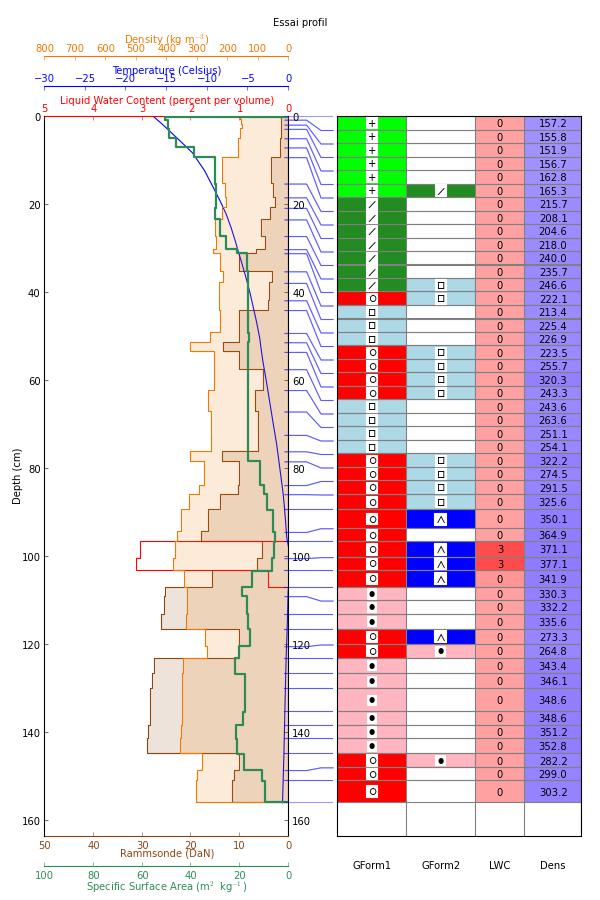 Essai profil
Density (kg m⁻³)
800 700 600 500 400 300 200 100 0
Temperature (Celsius)
−30 −25 −20 −15 −10 −5 0
Liquid Water Content (percent per volume)
5 4 3 2 1 0
0 0
20 20
40 40
60 60
80 80
100 100
120 120
140 140
160 160
Depth (cm)
50 40 30 20 10 0
Rammsonde (DaN)
100 80 60 40 20 0
Specific Surface Area (m² kg⁻¹)
+ 0 157.2
+ 0 155.8
+ 0 151.9
+ 0 156.7
+ 0 162.8
+ / 0 165.3
/ 0 215.7
/ 0 208.1
/ 0 204.6
/ 0 218.0
/ 0 240.0
/ 0 235.7
/ □ 0 246.6
○ □ 0 222.1
□ 0 213.4
□ 0 225.4
□ 0 226.9
○ □ 0 223.5
○ □ 0 255.7
○ □ 0 320.3
○ □ 0 243.3
□ 0 243.6
□ 0 263.6
□ 0 251.1
□ 0 254.1
○ □ 0 322.2
○ □ 0 274.5
○ □ 0 291.5
○ □ 0 325.6
○ ∧ 0 350.1
○ 0 364.9
○ ∧ 3 371.1
○ ∧ 3 377.1
○ ∧ 0 341.9
● 0 330.3
● 0 332.2
● 0 335.6
○ ∧ 0 273.3
○ ● 0 264.8
● 0 343.4
● 0 346.1
● 0 348.6
● 0 348.6
● 0 351.2
● 0 352.8
○ ● 0 282.2
○ 0 299.0
○ 0 303.2
GForm1 GForm2 LWC Dens